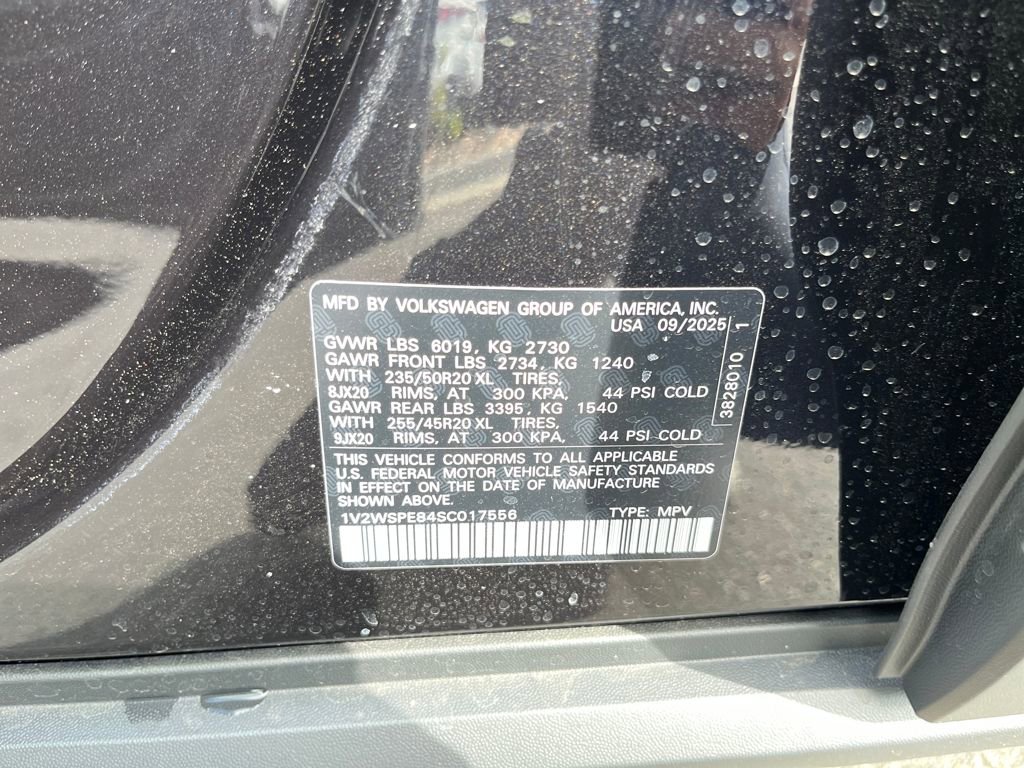 MFD BY VOLKSWAGEN GROUP OF AMERICA, INC.
USA 09/2025
GVWR LBS 6019, KG 2730
GAWR FRONT LBS 2734, KG 1240
WITH 235/50R20 XL TIRES,
8JX20 RIMS, AT 300 KPA, 44 PSI COLD
GAWR REAR LBS 3395, KG 1540
WITH 255/45R20 XL TIRES,
9JX20 RIMS, AT 300 KPA, 44 PSI COLD
3828010 1
THIS VEHICLE CONFORMS TO ALL APPLICABLE
U.S. FEDERAL MOTOR VEHICLE SAFETY STANDARDS
IN EFFECT ON THE DATE OF MANUFACTURE
SHOWN ABOVE.
1V2WSPE84SC017556 TYPE: MPV